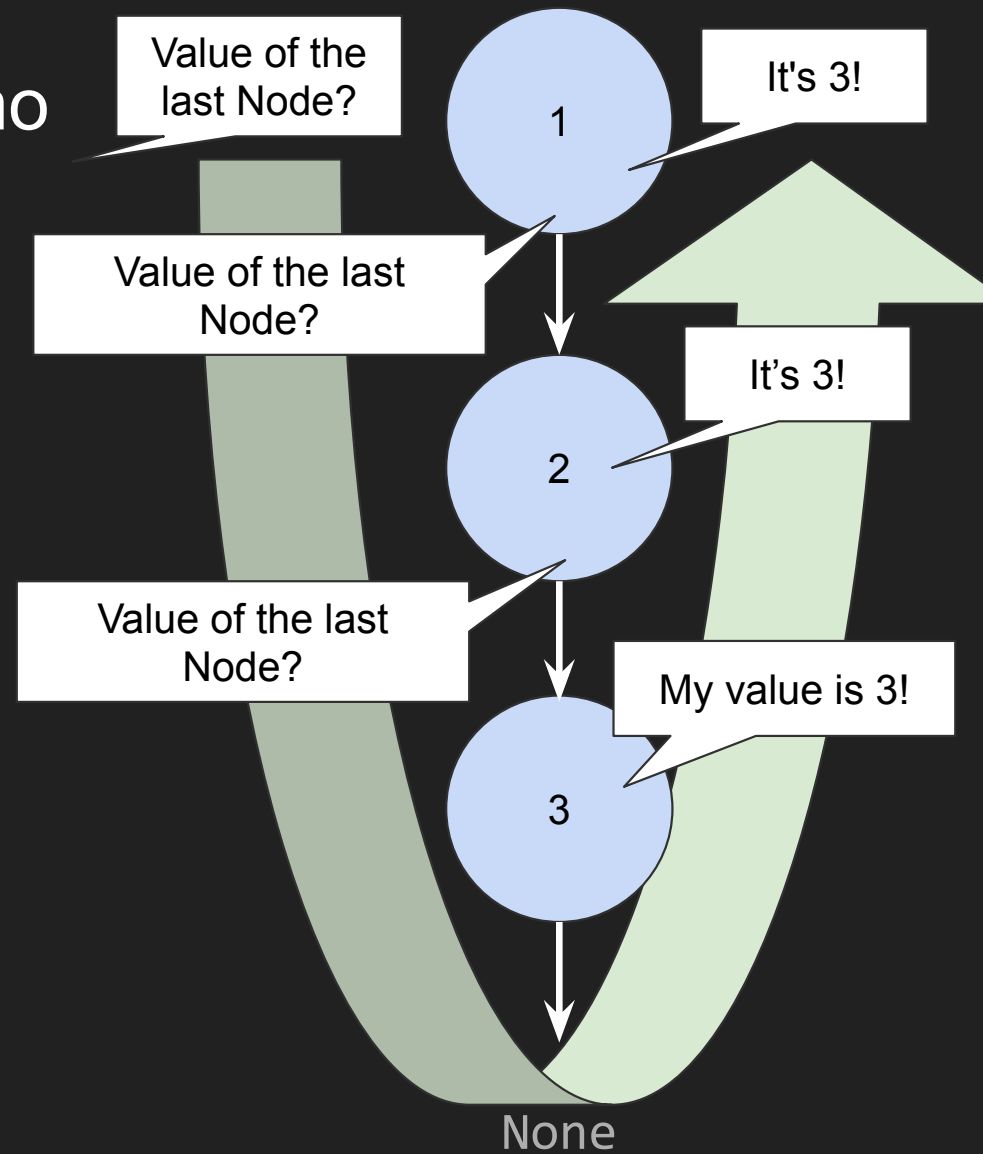 Value of the
last Node?
1
It's 3!
Value of the last
Node?
2
It’s 3!
Value of the last
Node?
My value is 3!
3
None